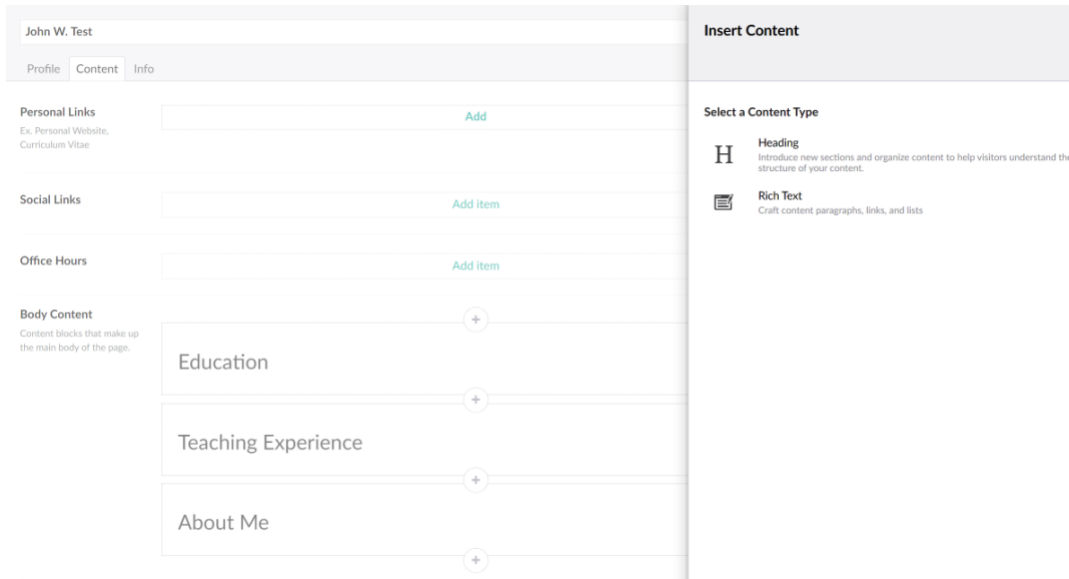 John W. Test
Profile Content Info
Personal Links
Ex. Personal Website,
Curriculum Vitae
Add
Social Links
Add item
Office Hours
Add item
Body Content
Content blocks that make up
the main body of the page.
+
Education
+
Teaching Experience
+
About Me
+
Insert Content
Select a Content Type
H
Heading
Introduce new sections and organize content to help visitors understand the
structure of your content.
Rich Text
Craft content paragraphs, links, and lists